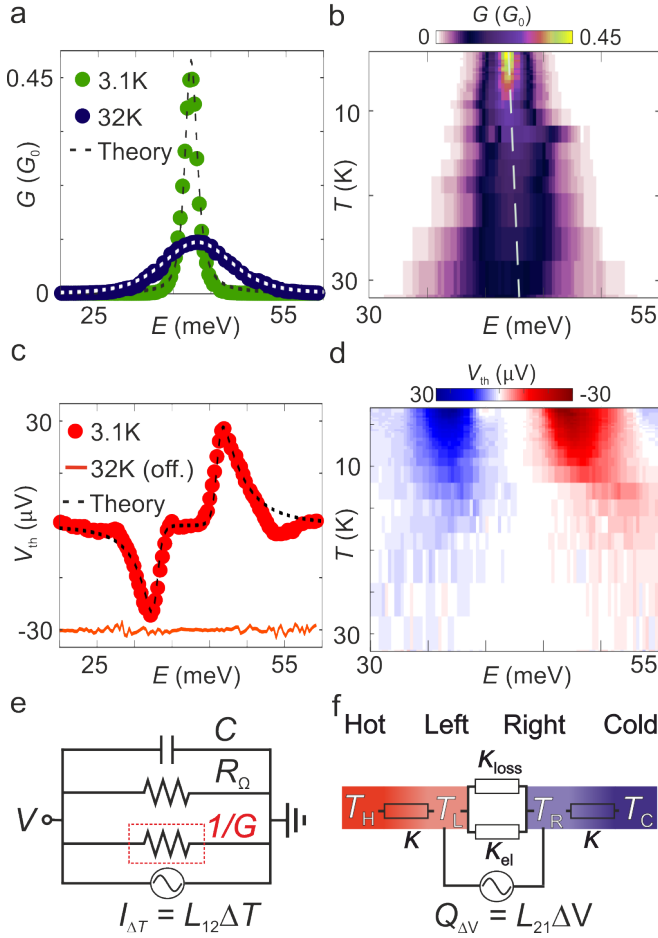 a
0.45
3.1K
32K
Theory
G (G₀)
0
25
55
E (meV)
b
G (G₀)
0
0.45
10
T (K)
30
30
55
E (meV)
c
30
3.1K
32K (off.)
Theory
Vth (μV)
-30
25
55
E (meV)
d
Vth (μV)
30
-30
10
T (K)
30
30
55
E (meV)
e
C
RΩ
V
1/G
IΔT = L₁₂ΔT
f
Hot Left Right Cold
κloss
TH TL TR TC
κ κ
κel
QΔV = L₂₁ΔV